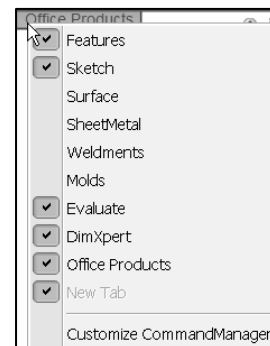 Office Products
Features
Sketch
Surface
SheetMetal
Weldments
Molds
Evaluate
DimXpert
Office Products
New Tab
Customize CommandManager